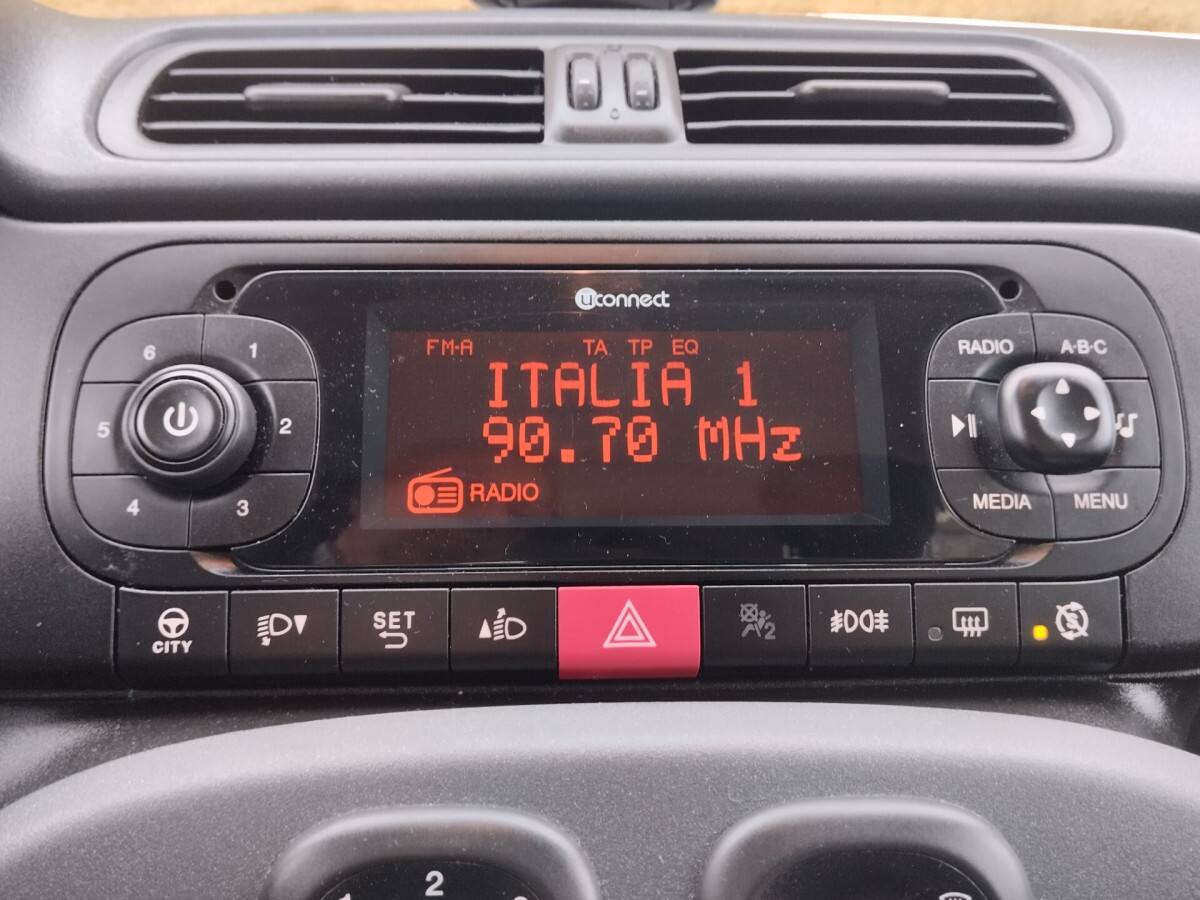 uconnect
FM-A TA TP EQ
ITALIA 1
90.70 MHz
RADIO
6 1
5 2
4 3
RADIO A·B·C
MEDIA MENU
CITY
SET
2
2